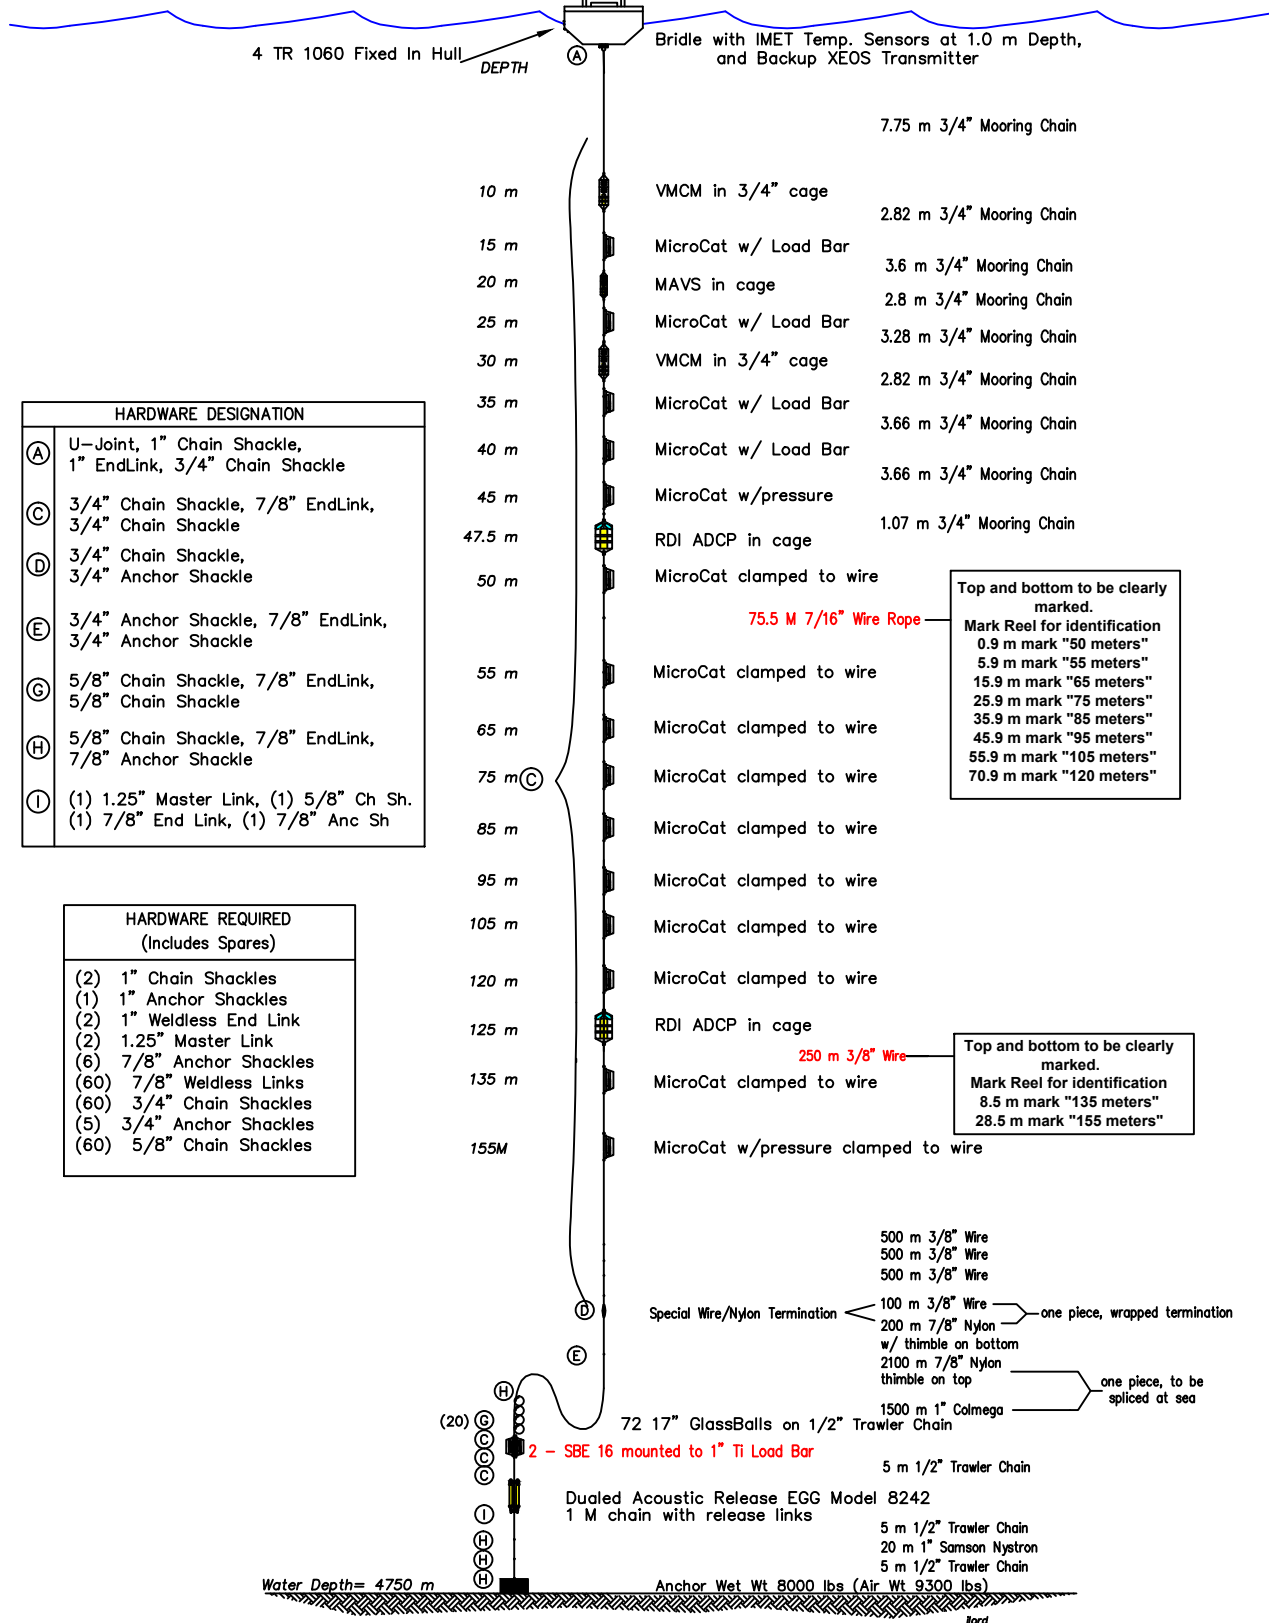 4 TR 1060 Fixed In Hull
DEPTH
A
Bridle with IMET Temp. Sensors at 1.0 m Depth,
and Backup XEOS Transmitter
7.75 m 3/4" Mooring Chain
10 m VMCM in 3/4" cage
2.82 m 3/4" Mooring Chain
15 m MicroCat w/ Load Bar
3.6 m 3/4" Mooring Chain
20 m MAVS in cage
2.8 m 3/4" Mooring Chain
25 m MicroCat w/ Load Bar
3.28 m 3/4" Mooring Chain
30 m VMCM in 3/4" cage
2.82 m 3/4" Mooring Chain
35 m MicroCat w/ Load Bar
3.66 m 3/4" Mooring Chain
40 m MicroCat w/ Load Bar
3.66 m 3/4" Mooring Chain
45 m MicroCat w/pressure
1.07 m 3/4" Mooring Chain
47.5 m RDI ADCP in cage
50 m MicroCat clamped to wire
75.5 M 7/16" Wire Rope
Top and bottom to be clearly
marked.
Mark Reel for identification
0.9 m mark "50 meters"
5.9 m mark "55 meters"
15.9 m mark "65 meters"
25.9 m mark "75 meters"
35.9 m mark "85 meters"
45.9 m mark "95 meters"
55.9 m mark "105 meters"
70.9 m mark "120 meters"
55 m MicroCat clamped to wire
65 m MicroCat clamped to wire
75 m C MicroCat clamped to wire
85 m MicroCat clamped to wire
95 m MicroCat clamped to wire
105 m MicroCat clamped to wire
120 m MicroCat clamped to wire
125 m RDI ADCP in cage
250 m 3/8" Wire
Top and bottom to be clearly
marked.
Mark Reel for identification
8.5 m mark "135 meters"
28.5 m mark "155 meters"
135 m MicroCat clamped to wire
155M MicroCat w/pressure clamped to wire
HARDWARE DESIGNATION
A U-Joint, 1" Chain Shackle,
1" EndLink, 3/4" Chain Shackle
C 3/4" Chain Shackle, 7/8" EndLink,
3/4" Chain Shackle
D 3/4" Chain Shackle,
3/4" Anchor Shackle
E 3/4" Anchor Shackle, 7/8" EndLink,
3/4" Anchor Shackle
G 5/8" Chain Shackle, 7/8" EndLink,
5/8" Chain Shackle
H 5/8" Chain Shackle, 7/8" EndLink,
7/8" Anchor Shackle
I (1) 1.25" Master Link, (1) 5/8" Ch Sh.
(1) 7/8" End Link, (1) 7/8" Anc Sh
HARDWARE REQUIRED
(Includes Spares)
(2) 1" Chain Shackles
(1) 1" Anchor Shackles
(2) 1" Weldless End Link
(2) 1.25" Master Link
(6) 7/8" Anchor Shackles
(60) 7/8" Weldless Links
(60) 3/4" Chain Shackles
(5) 3/4" Anchor Shackles
(60) 5/8" Chain Shackles
500 m 3/8" Wire
500 m 3/8" Wire
500 m 3/8" Wire
D Special Wire/Nylon Termination
100 m 3/8" Wire
200 m 7/8" Nylon
w/ thimble on bottom
one piece, wrapped termination
2100 m 7/8" Nylon
thimble on top
1500 m 1" Colmega
one piece, to be
spliced at sea
E
H
(20) G
72 17" GlassBalls on 1/2" Trawler Chain
C
C
C
2 - SBE 16 mounted to 1" Ti Load Bar
5 m 1/2" Trawler Chain
Dualed Acoustic Release EGG Model 8242
1 M chain with release links
I
5 m 1/2" Trawler Chain
H
20 m 1" Samson Nystron
H
5 m 1/2" Trawler Chain
H
Water Depth= 4750 m
Anchor Wet Wt 8000 lbs (Air Wt 9300 lbs)